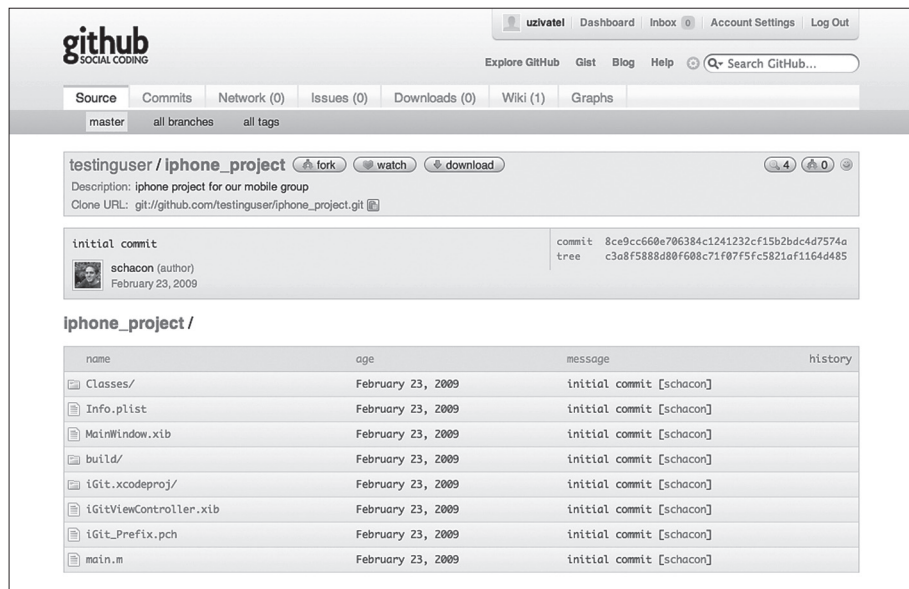 uzivatel Dashboard Inbox 0 Account Settings Log Out
github
SOCIAL CODING
Explore GitHub Gist Blog Help Search GitHub...
Source Commits Network (0) Issues (0) Downloads (0) Wiki (1) Graphs
master all branches all tags
testinguser / iphone_project fork watch download 4 0
Description: iphone project for our mobile group
Clone URL: git://github.com/testinguser/iphone_project.git
initial commit
commit 8ce9cc660e706384c1241232cf15b2bdc4d7574a
schacon (author)
tree c3a8f5888d80f608c71f07f5fc5821af1164d485
February 23, 2009
iphone_project /
name age message history
Classes/ February 23, 2009 initial commit [schacon]
Info.plist February 23, 2009 initial commit [schacon]
MainWindow.xib February 23, 2009 initial commit [schacon]
build/ February 23, 2009 initial commit [schacon]
iGit.xcodeproj/ February 23, 2009 initial commit [schacon]
iGitViewController.xib February 23, 2009 initial commit [schacon]
iGit_Prefix.pch February 23, 2009 initial commit [schacon]
main.m February 23, 2009 initial commit [schacon]